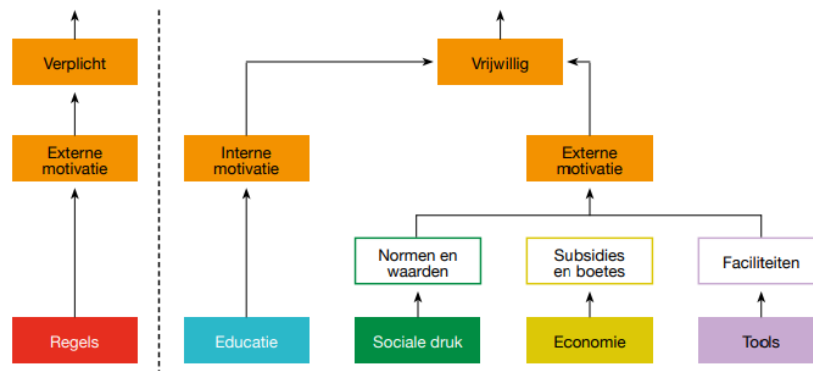 Verplicht
Vrijwillig
Externe
motivatie
Interne
motivatie
Externe
motivatie
Normen en
waarden
Subsidies
en boetes
Faciliteiten
Regels
Educatie
Sociale druk
Economie
Tools